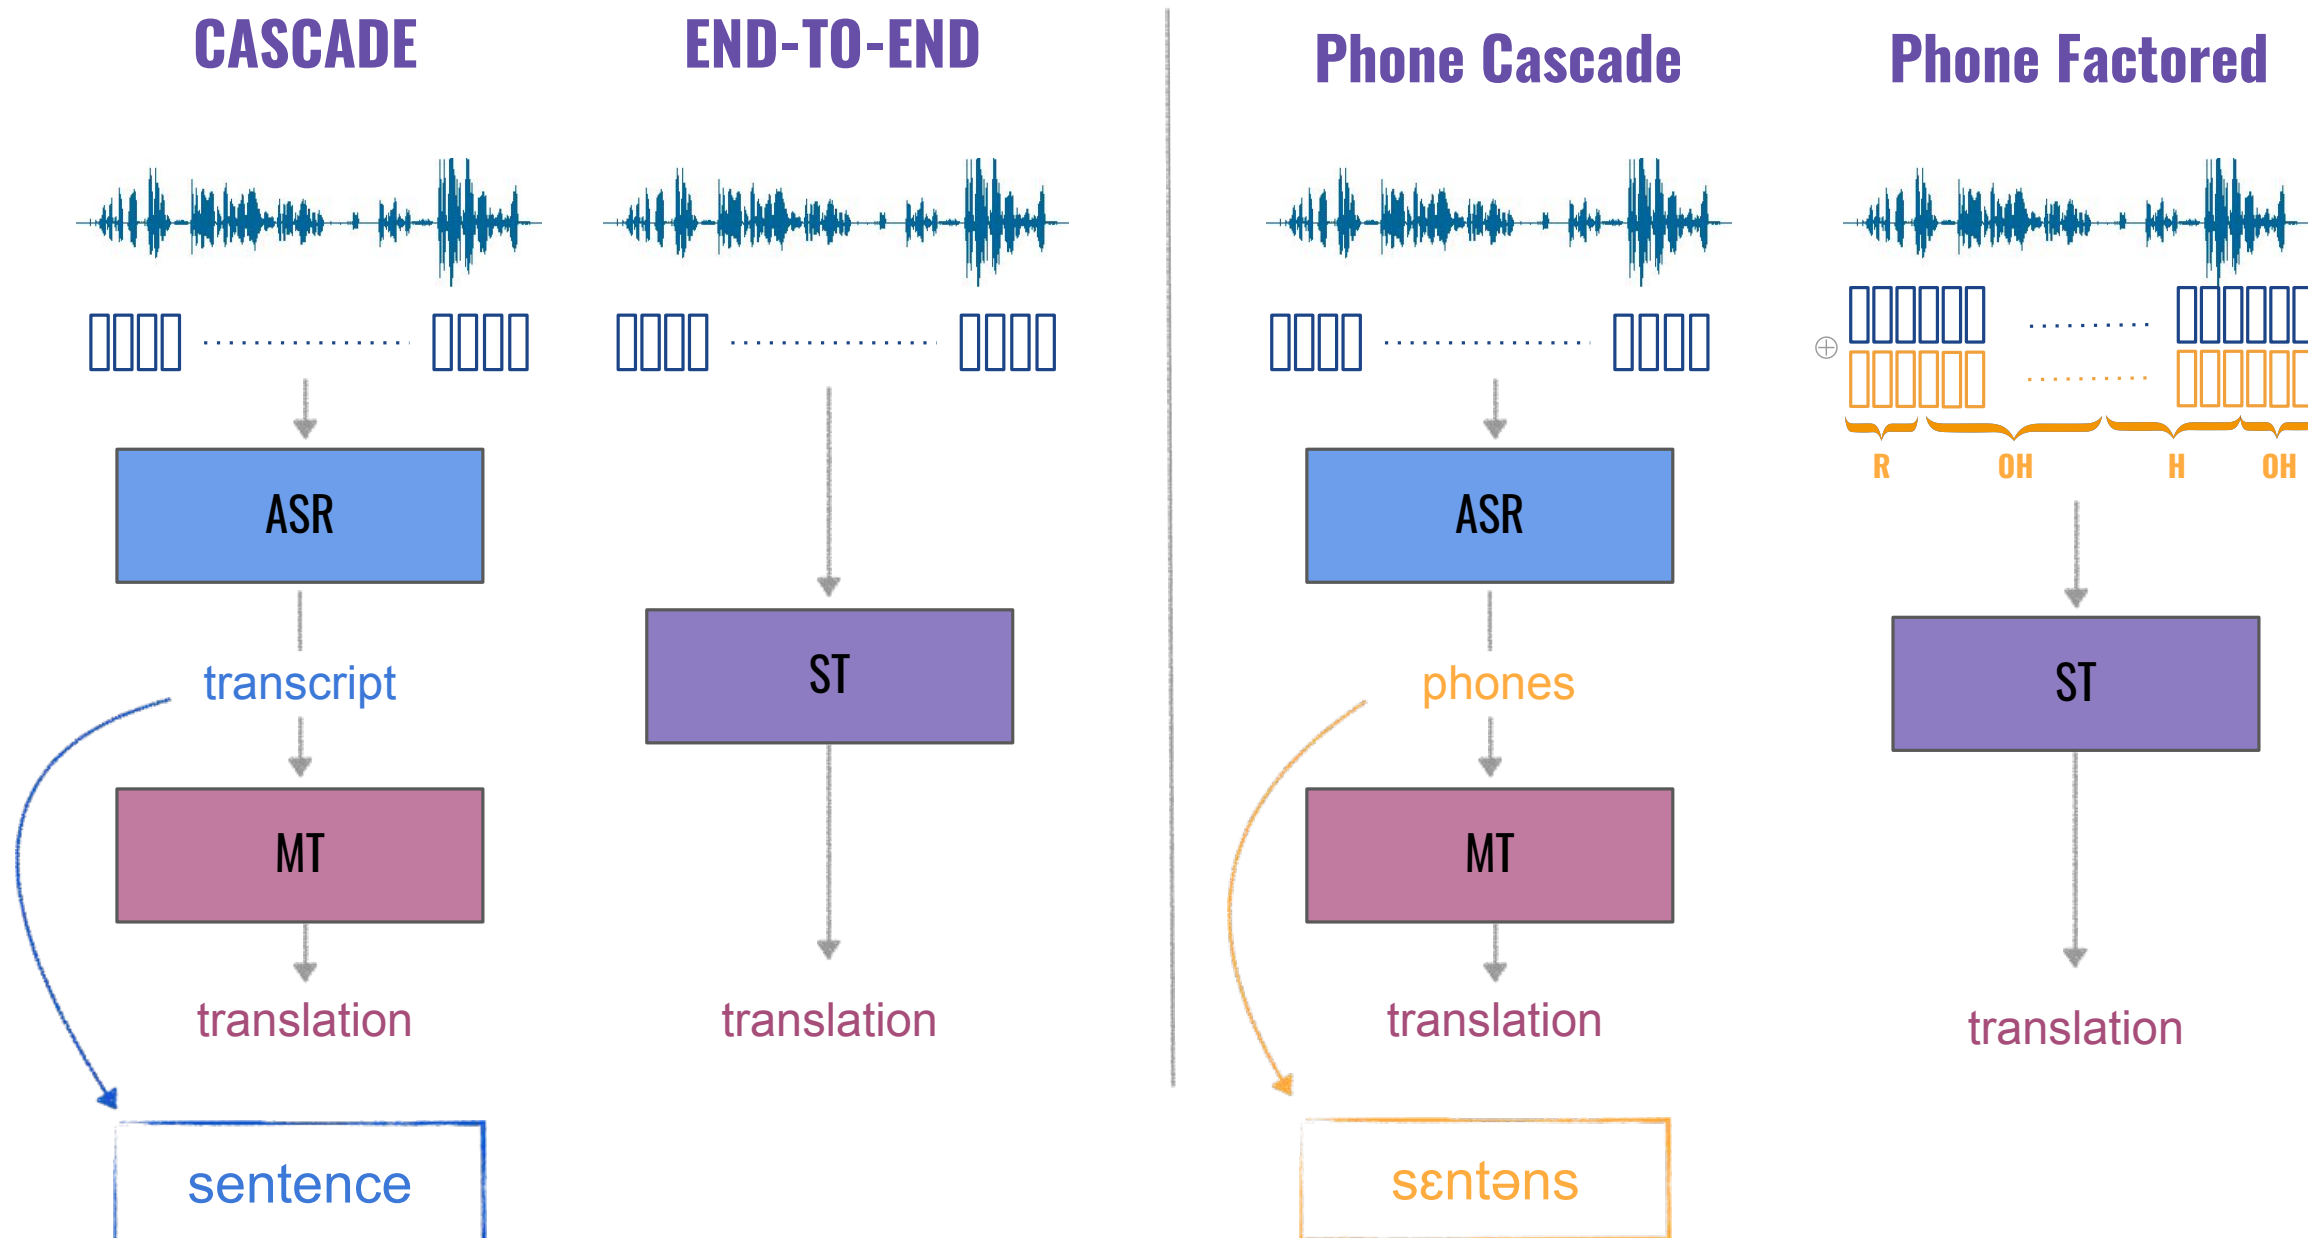 CASCADE
ASR
transcript
MT
translation
sentence
END-TO-END
ST
translation
Phone Cascade
ASR
phones
MT
translation
sɛntəns
Phone Factored
R OH H OH
ST
translation